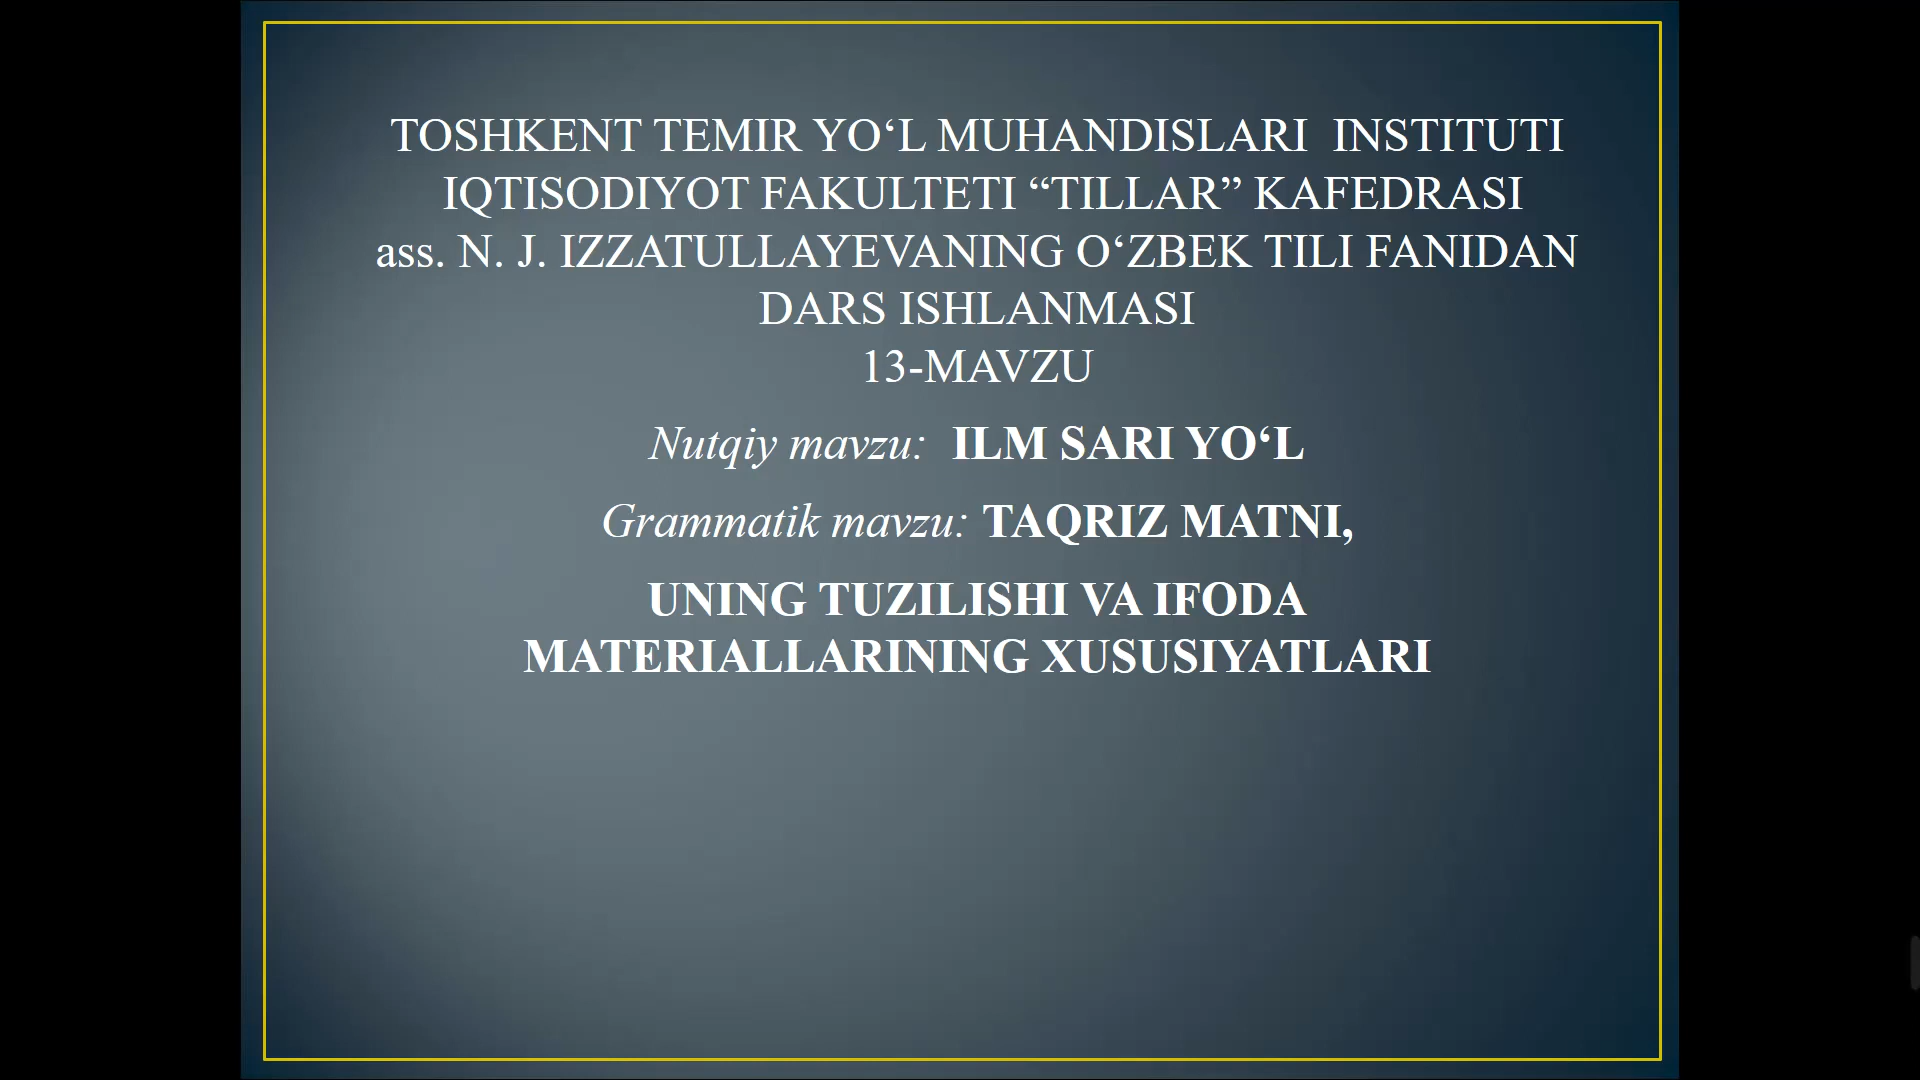 TOSHKENT TEMIR YO‘L MUHANDISLARI INSTITUTI
IQTISODIYOT FAKULTETI “TILLAR” KAFEDRASI
ass. N. J. IZZATULLAYEVANING O‘ZBEK TILI FANIDAN
DARS ISHLANMASI
13-MAVZU
Nutqiy mavzu: ILM SARI YO‘L
Grammatik mavzu: TAQRIZ MATNI,
UNING TUZILISHI VA IFODA
MATERIALLARINING XUSUSIYATLARI